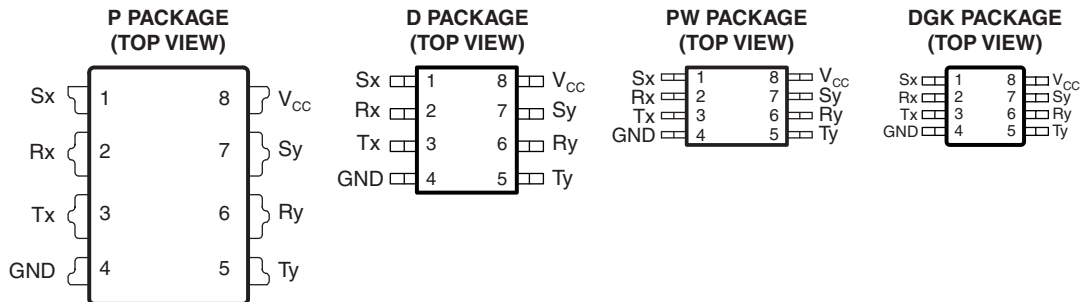 P PACKAGE
(TOP VIEW)
Sx 1 8 VCC
Rx 2 7 Sy
Tx 3 6 Ry
GND 4 5 Ty
D PACKAGE
(TOP VIEW)
Sx 1 8 VCC
Rx 2 7 Sy
Tx 3 6 Ry
GND 4 5 Ty
PW PACKAGE
(TOP VIEW)
Sx 1 8 VCC
Rx 2 7 Sy
Tx 3 6 Ry
GND 4 5 Ty
DGK PACKAGE
(TOP VIEW)
Sx 1 8 VCC
Rx 2 7 Sy
Tx 3 6 Ry
GND 4 5 Ty